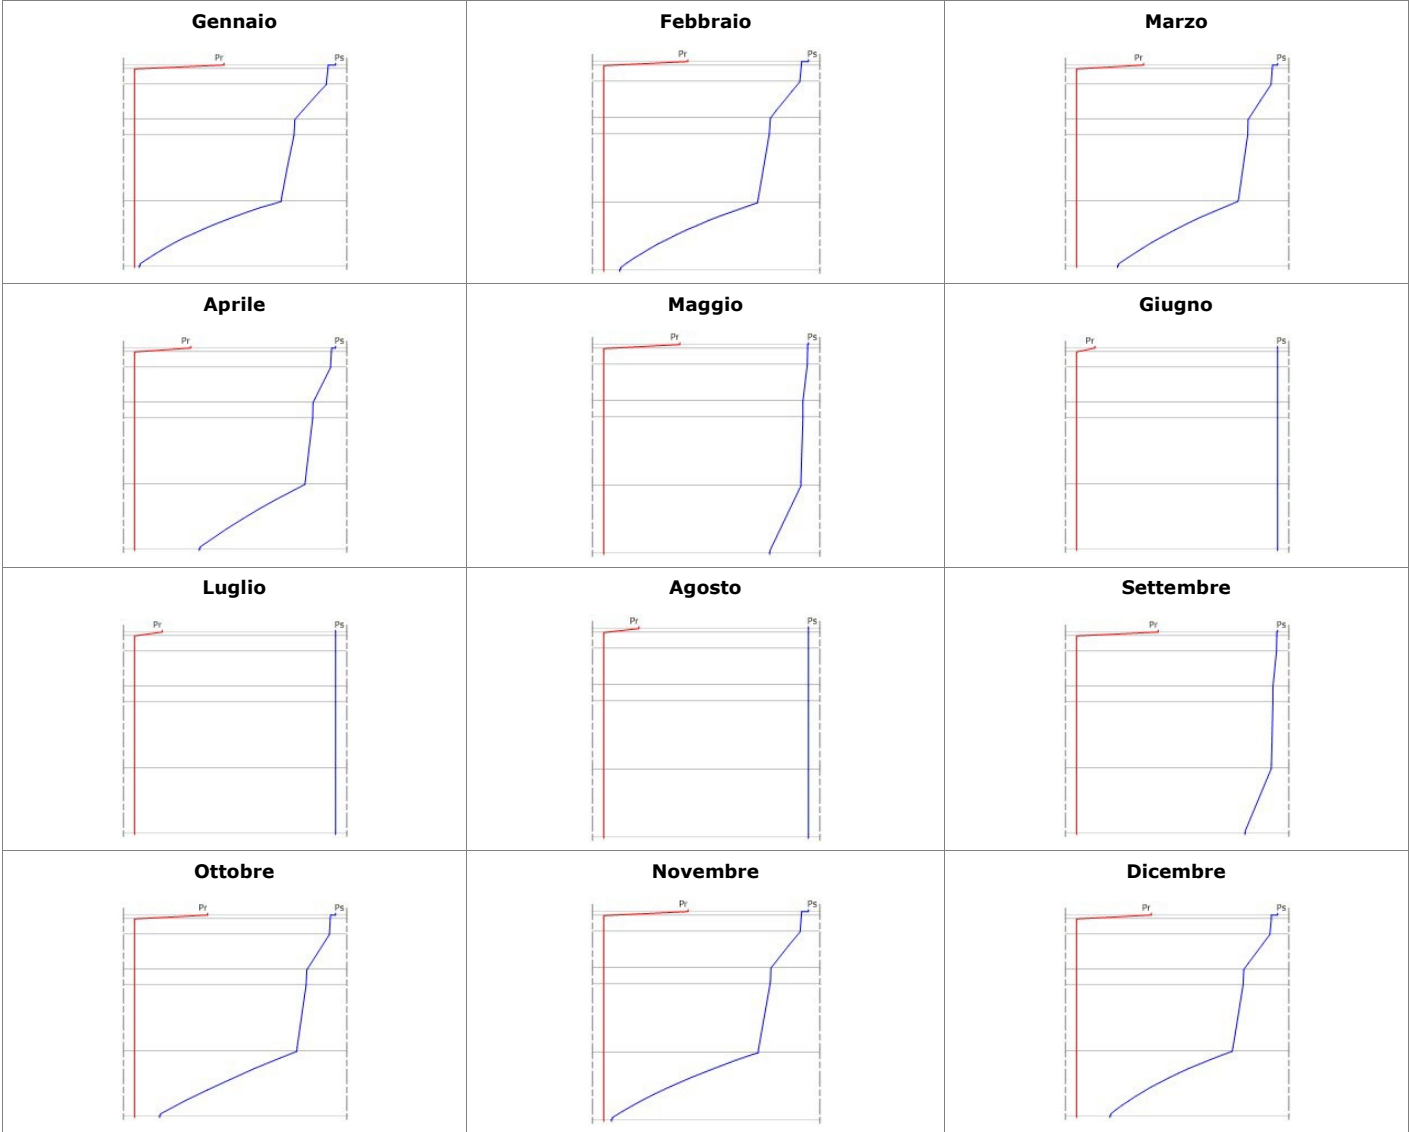 Gennaio Febbraio Marzo
Pr Ps Pr Ps Pr Ps
Aprile Maggio Giugno
Pr Ps Pr Ps Pr Ps
Luglio Agosto Settembre
Pr Ps Pr Ps Pr Ps
Ottobre Novembre Dicembre
Pr Ps Pr Ps Pr Ps